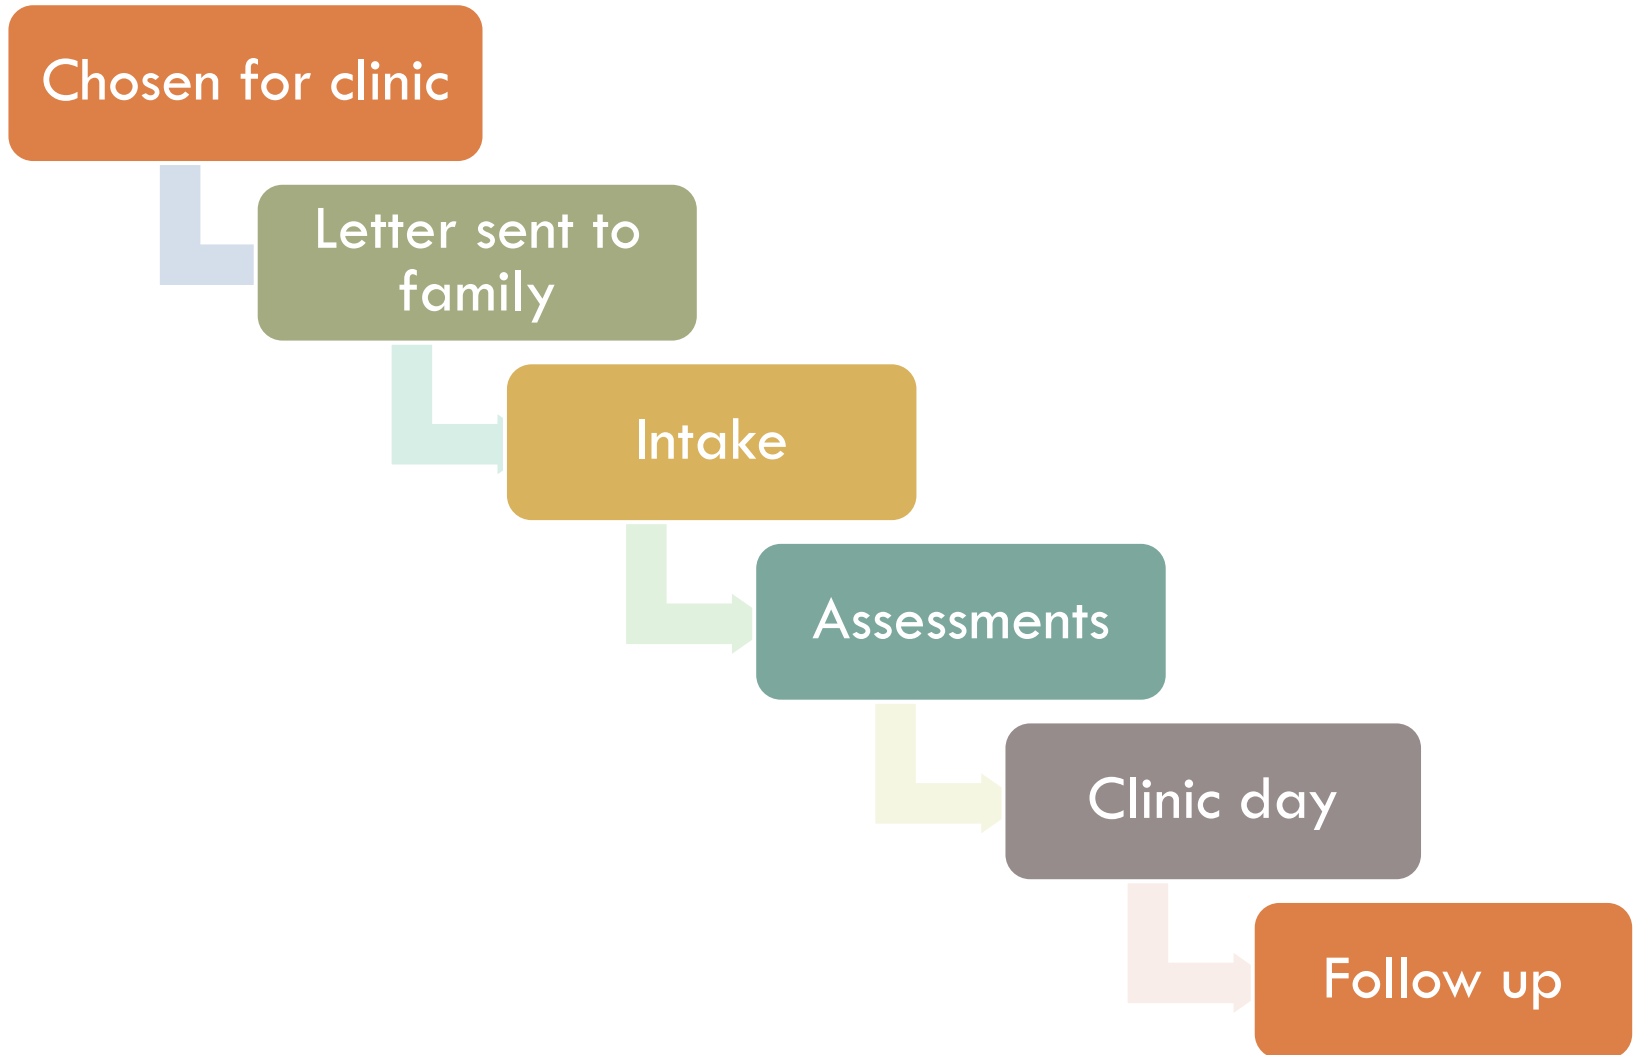 Chosen for clinic
Letter sent to
family
Intake
Assessments
Clinic day
Follow up